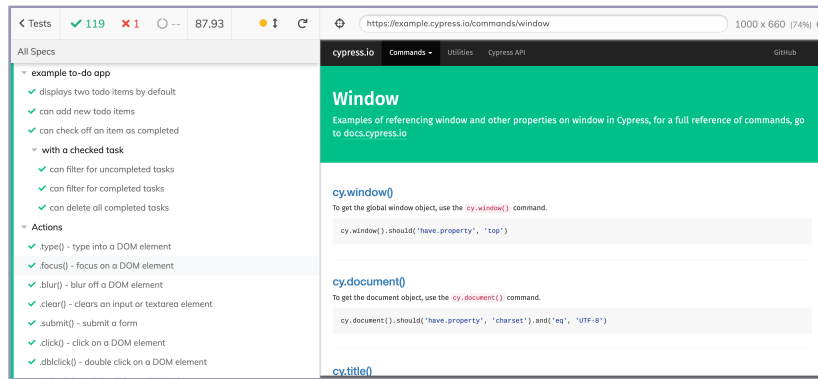 Tests 119 1 -- 87.93
https://example.cypress.io/commands/window
1000 x 660 (74%)
All Specs
example to-do app
displays two todo items by default
can add new todo items
can check off an item as completed
with a checked task
can filter for uncompleted tasks
can filter for completed tasks
can delete all completed tasks
Actions
.type() - type into a DOM element
.focus() - focus on a DOM element
.blur() - blur off a DOM element
.clear() - clears an input or textarea element
.submit() - submit a form
.click() - click on a DOM element
.dblclick() - double click on a DOM element
cypress.io Commands Utilities Cypress API GitHub
Window
Examples of referencing window and other properties on window in Cypress, for a full reference of commands, go
to docs.cypress.io
cy.window()
To get the global window object, use the cy.window() command.
cy.window().should('have.property', 'top')
cy.document()
To get the document object, use the cy.document() command.
cy.document().should('have.property', 'charset').and('eq', 'UTF-8')
cy.title()